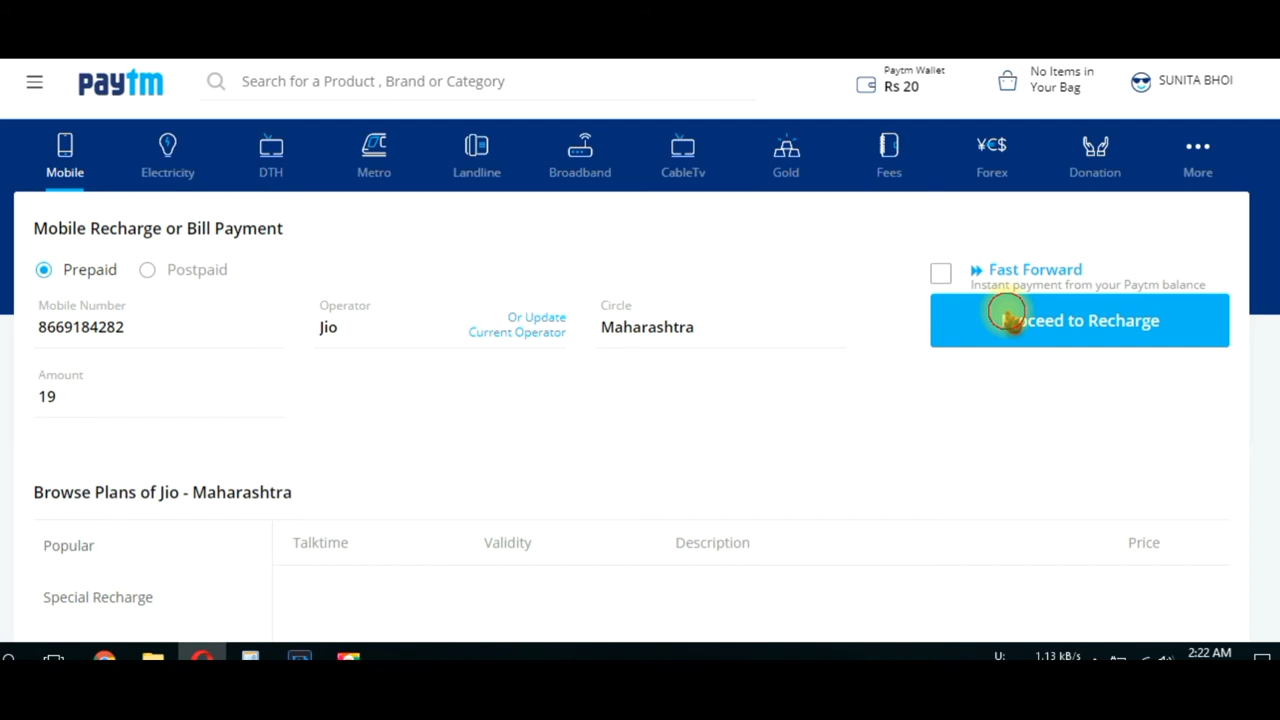 paytm
Search for a Product , Brand or Category
Paytm Wallet
Rs 20
No Items in
Your Bag
SUNITA BHOI
Mobile
Electricity
DTH
Metro
Landline
Broadband
CableTv
Gold
Fees
¥€$
Forex
Donation
More
Mobile Recharge or Bill Payment
Prepaid
Postpaid
Fast Forward
Instant payment from your Paytm balance
Mobile Number
8669184282
Operator
Jio
Or Update
Current Operator
Circle
Maharashtra
to Recharge
Amount
19
Browse Plans of Jio - Maharashtra
Popular
Special Recharge
Talktime
Validity
Description
Price
U:
1.13 kB/s
2:22 AM